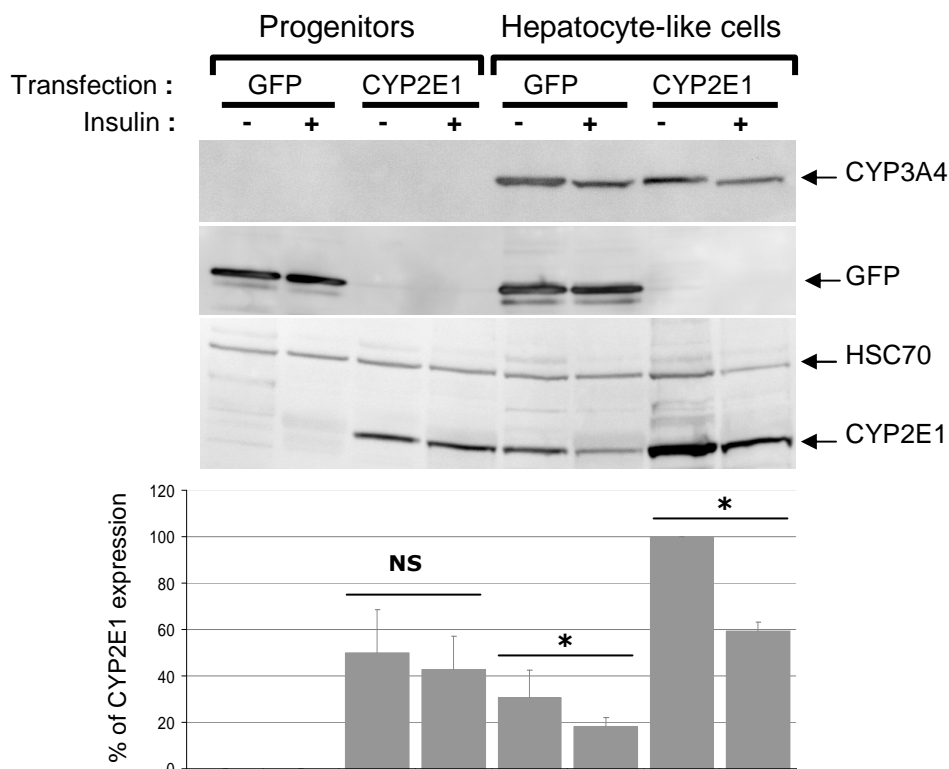 Progenitors Hepatocyte-like cells
Transfection : GFP CYP2E1 GFP CYP2E1
Insulin : - + - + - + - +
CYP3A4
GFP
HSC70
CYP2E1
% of CYP2E1 expression
120
100
80
60
40
20
0
NS
*
*